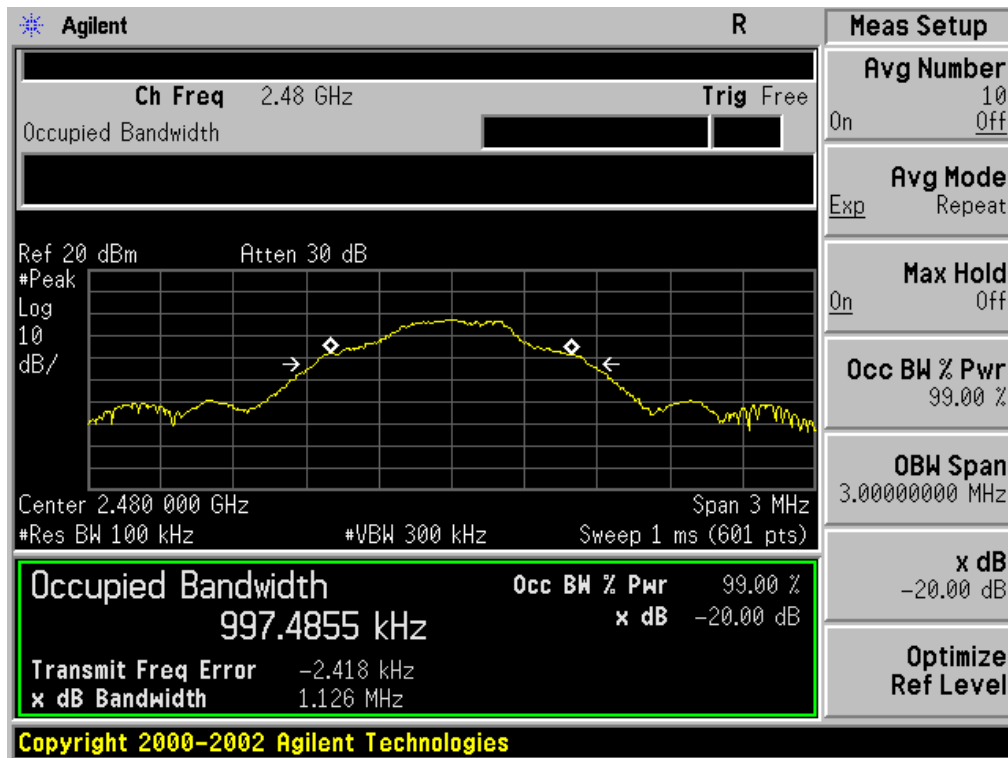 Agilent R Meas Setup
Ch Freq 2.48 GHz Trig Free
Occupied Bandwidth
Ref 20 dBm Atten 30 dB
#Peak
Log
10
dB/
Center 2.480 000 GHz Span 3 MHz
#Res BW 100 kHz #VBW 300 kHz Sweep 1 ms (601 pts)
Occupied Bandwidth Occ BW % Pwr 99.00 %
997.4855 kHz x dB -20.00 dB
Transmit Freq Error -2.418 kHz
x dB Bandwidth 1.126 MHz
Copyright 2000-2002 Agilent Technologies
Avg Number
10
On Off
Avg Mode
Exp Repeat
Max Hold
On Off
Occ BW % Pwr
99.00 %
OBW Span
3.00000000 MHz
x dB
-20.00 dB
Optimize
Ref Level